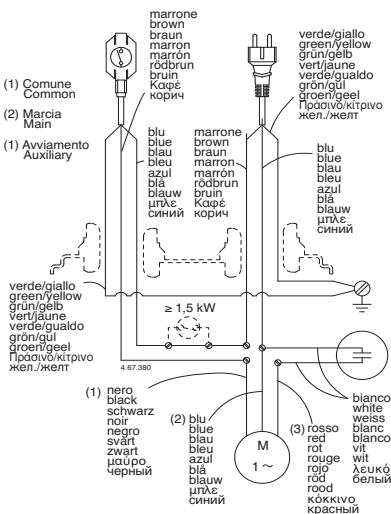 marrone
brown
braun
marron
marrón
rödbrun
bruin
Καφέ
корич
verde/giallo
green/yellow
grün/gelb
vert/jaune
verde/gualdo
grön/gul
groen/geel
Πράσινο/κίτρινο
жел./желт
(1) Comune
Common
(2) Marcia
Main
(1) Avviamento
Auxiliary
blu
blue
blau
bleu
azul
blå
blauw
μπλε
синий
marrone
brown
braun
marron
marrón
rödbrun
bruin
Καφέ
корич
blu
blue
blau
bleu
azul
blå
blauw
μπλε
синий
verde/giallo
green/yellow
grün/gelb
vert/jaune
verde/gualdo
grön/gul
groen/geel
Πράσινο/κίτρινο
жел./желт
≥ 1,5 kW
4.67.380
(1) nero
black
schwarz
noir
negro
svart
zwart
μαύρο
черный
(2) blu
blue
blau
bleu
azul
blå
blauw
μπλε
синий
M
1 ~
(3) rosso
red
rot
rouge
rojo
röd
rood
κόκκινο
красный
bianco
white
weiss
blanc
blanco
vit
wit
λευκό
белый